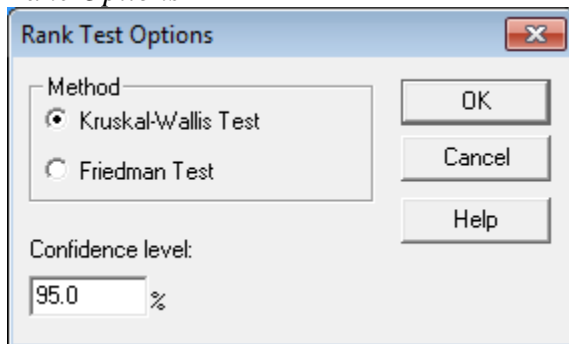 Rank Test Options
Method
Kruskal-Wallis Test
Friedman Test
OK
Cancel
Help
Confidence level:
95.0 %